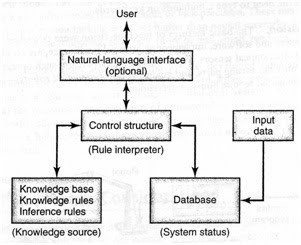 User
Natural-language interface
(optional)
Control structure
(Rule interpreter)
Input
data
Knowledge base
Knowledge rules
Inference rules
Database
(Knowledge source)
(System status)